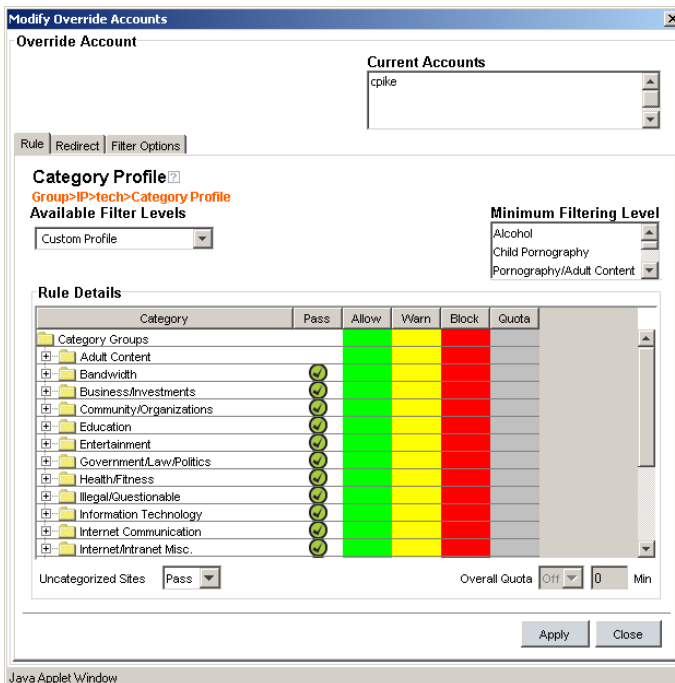 Modify Override Accounts
Override Account
Current Accounts
cpike
Rule Redirect Filter Options
Category Profile ?
Group>IP>tech>Category Profile
Available Filter Levels
Custom Profile
Minimum Filtering Level
Alcohol
Child Pornography
Pornography/Adult Content
Rule Details
Category Pass Allow Warn Block Quota
Category Groups
Adult Content
Bandwidth
Business/Investments
Community/Organizations
Education
Entertainment
Government/Law/Politics
Health/Fitness
Illegal/Questionable
Information Technology
Internet Communication
Internet/Intranet Misc.
Uncategorized Sites Pass Overall Quota Off 0 Min
Apply Close
Java Applet Window